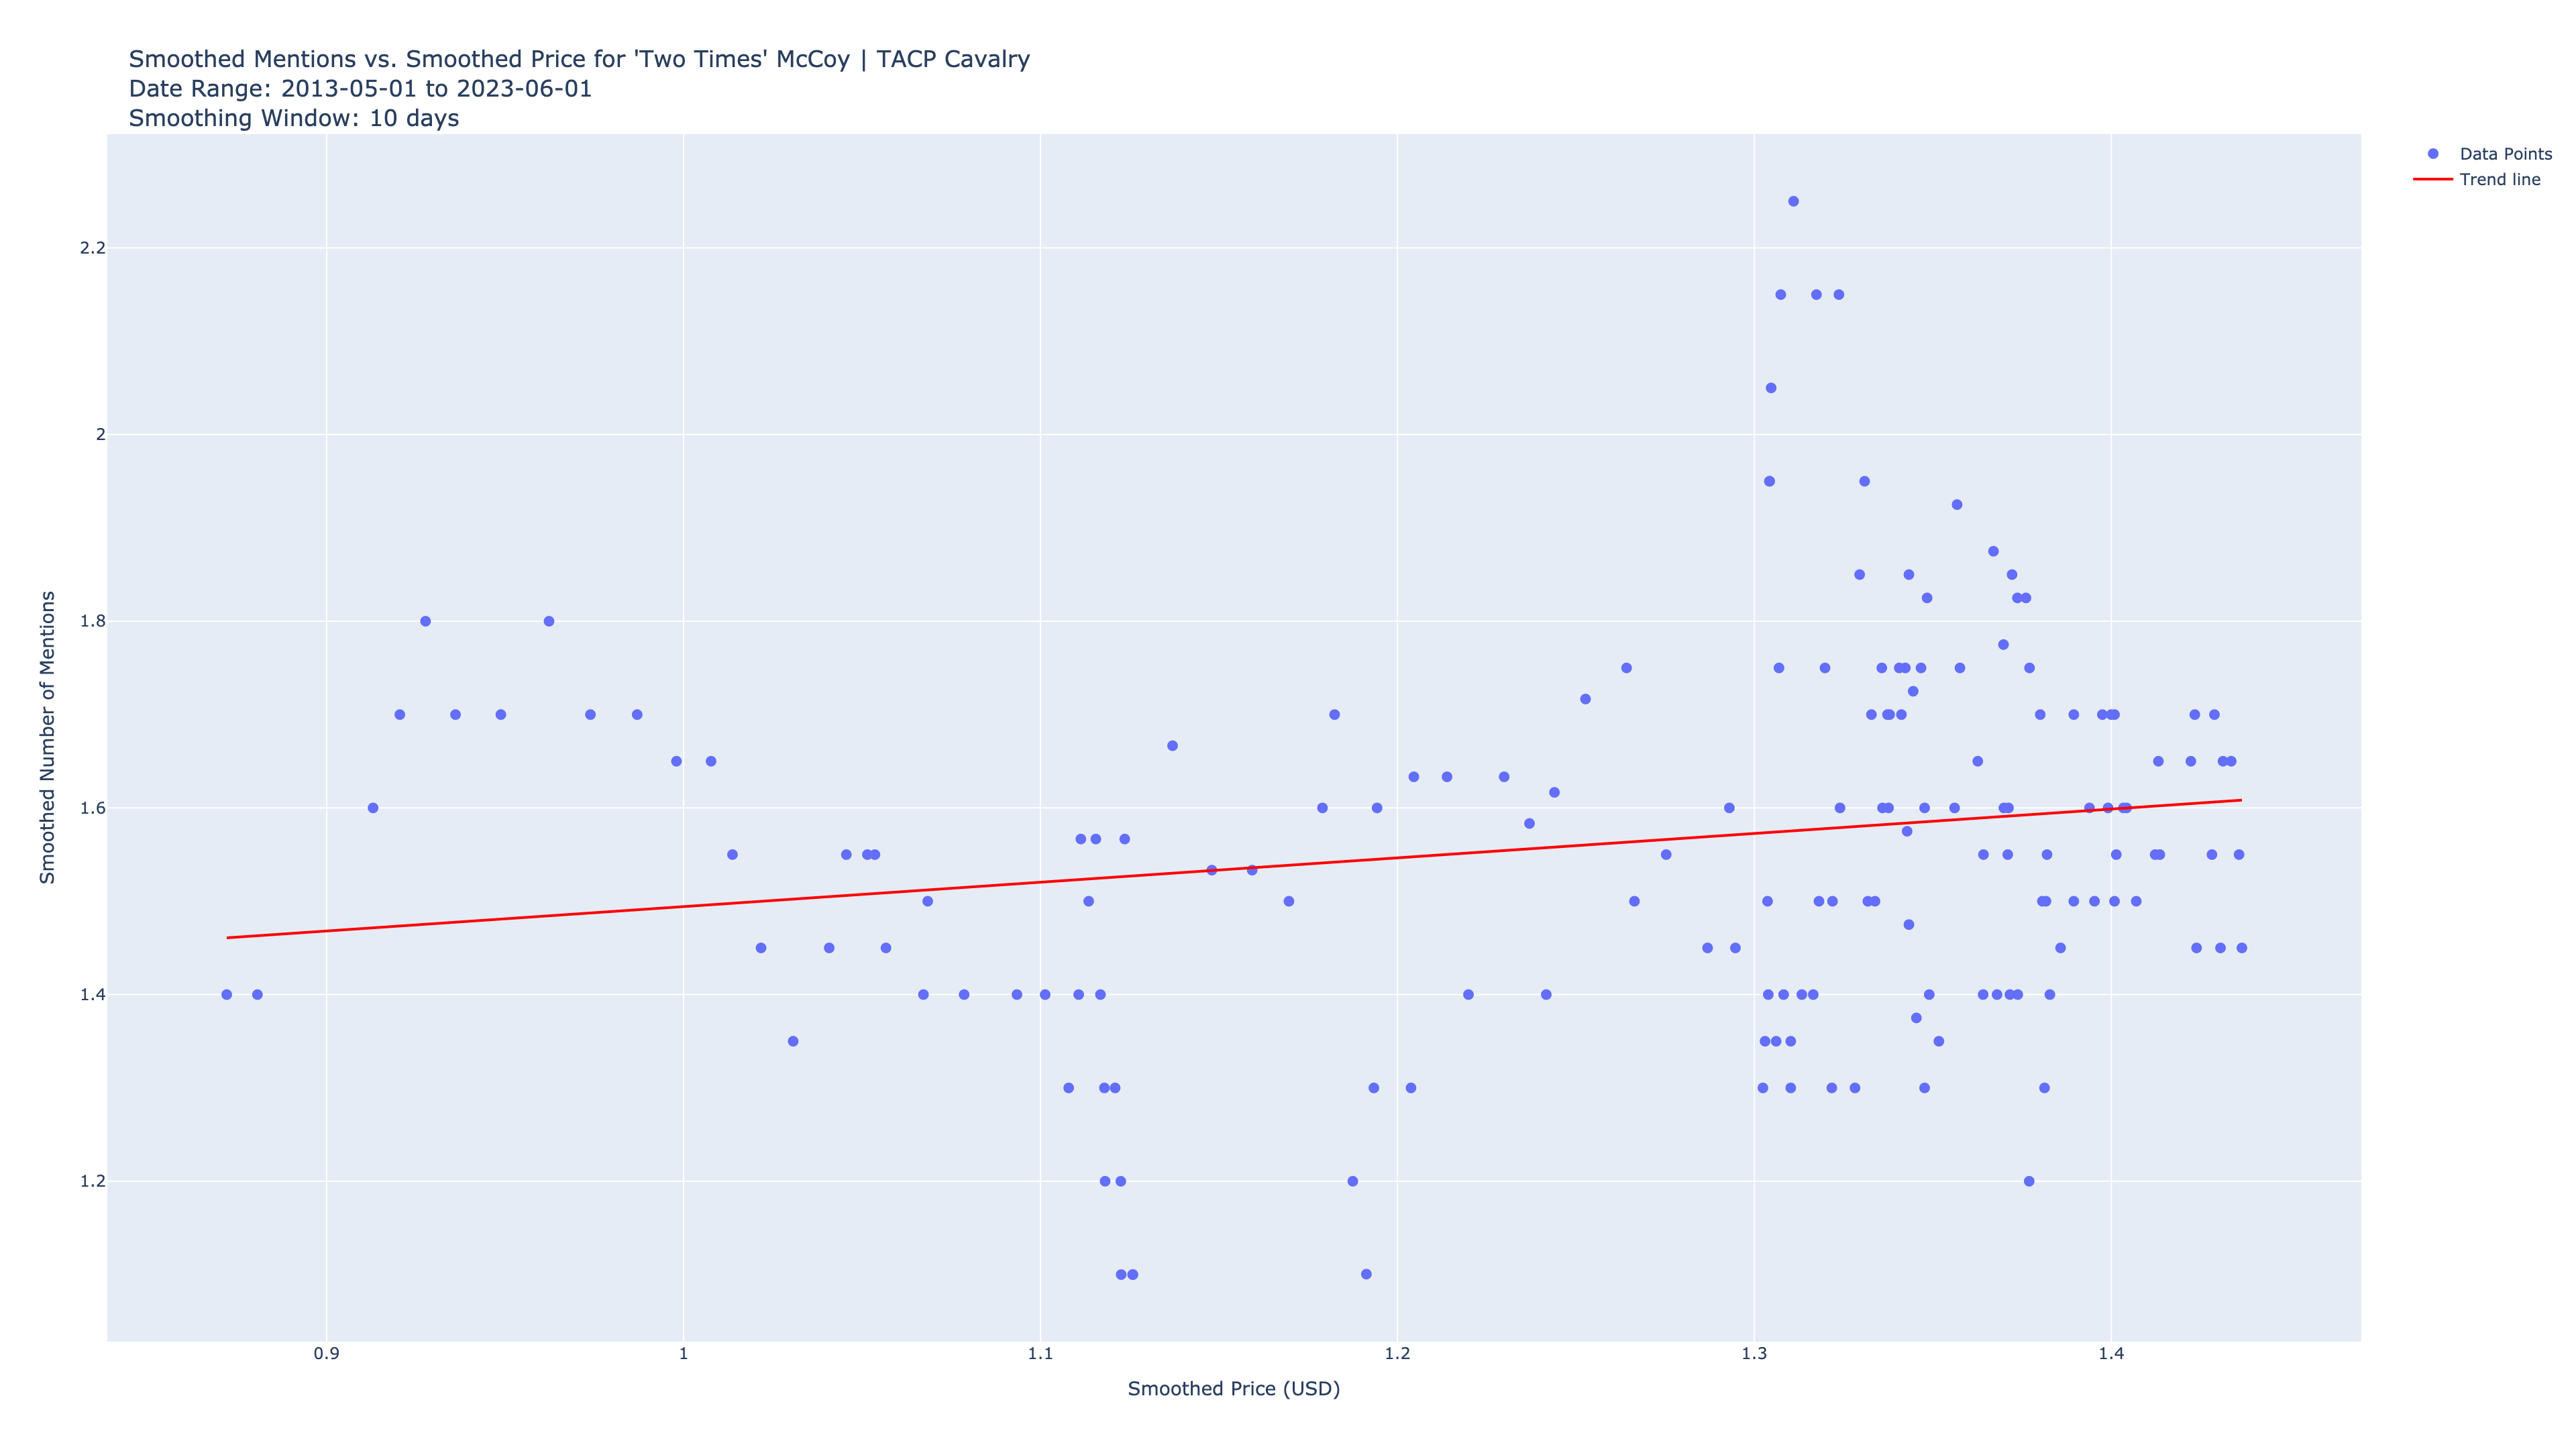 Smoothed Mentions vs. Smoothed Price for 'Two Times' McCoy | TACP Cavalry
Date Range: 2013-05-01 to 2023-06-01
Smoothing Window: 10 days
Data Points
Trend line
Smoothed Number of Mentions
2.2
2
1.8
1.6
1.4
1.2
0.9
1
1.1
1.2
1.3
1.4
Smoothed Price (USD)